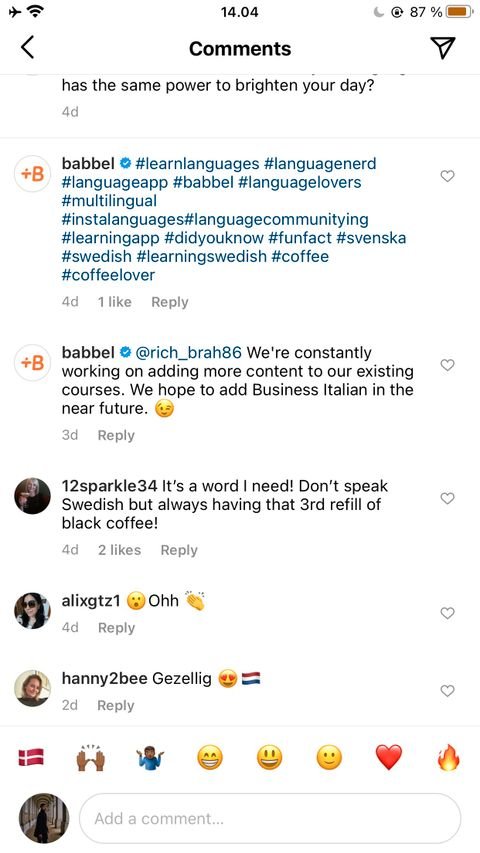 14.04
87 %
Comments
has the same power to brighten your day?
4d
babbel #learnlanguages #languagenerd
#languageapp #babbel #languagelovers
#multilingual
#instalanguages#languagecommunitying
#learningapp #didyouknow #funfact #svenska
#swedish #learningswedish #coffee
#coffeelover
4d 1 like Reply
÷B
babbel @rich_brah86 We're constantly
working on adding more content to our existing
courses. We hope to add Business Italian in the
near future. 😉
3d Reply
÷B
12sparkle34 It’s a word I need! Don’t speak
Swedish but always having that 3rd refill of
black coffee!
4d 2 likes Reply
alixgtz1 😮Ohh 👏
4d Reply
hanny2bee Gezellig 😍🇳🇱
2d Reply
Add a comment...